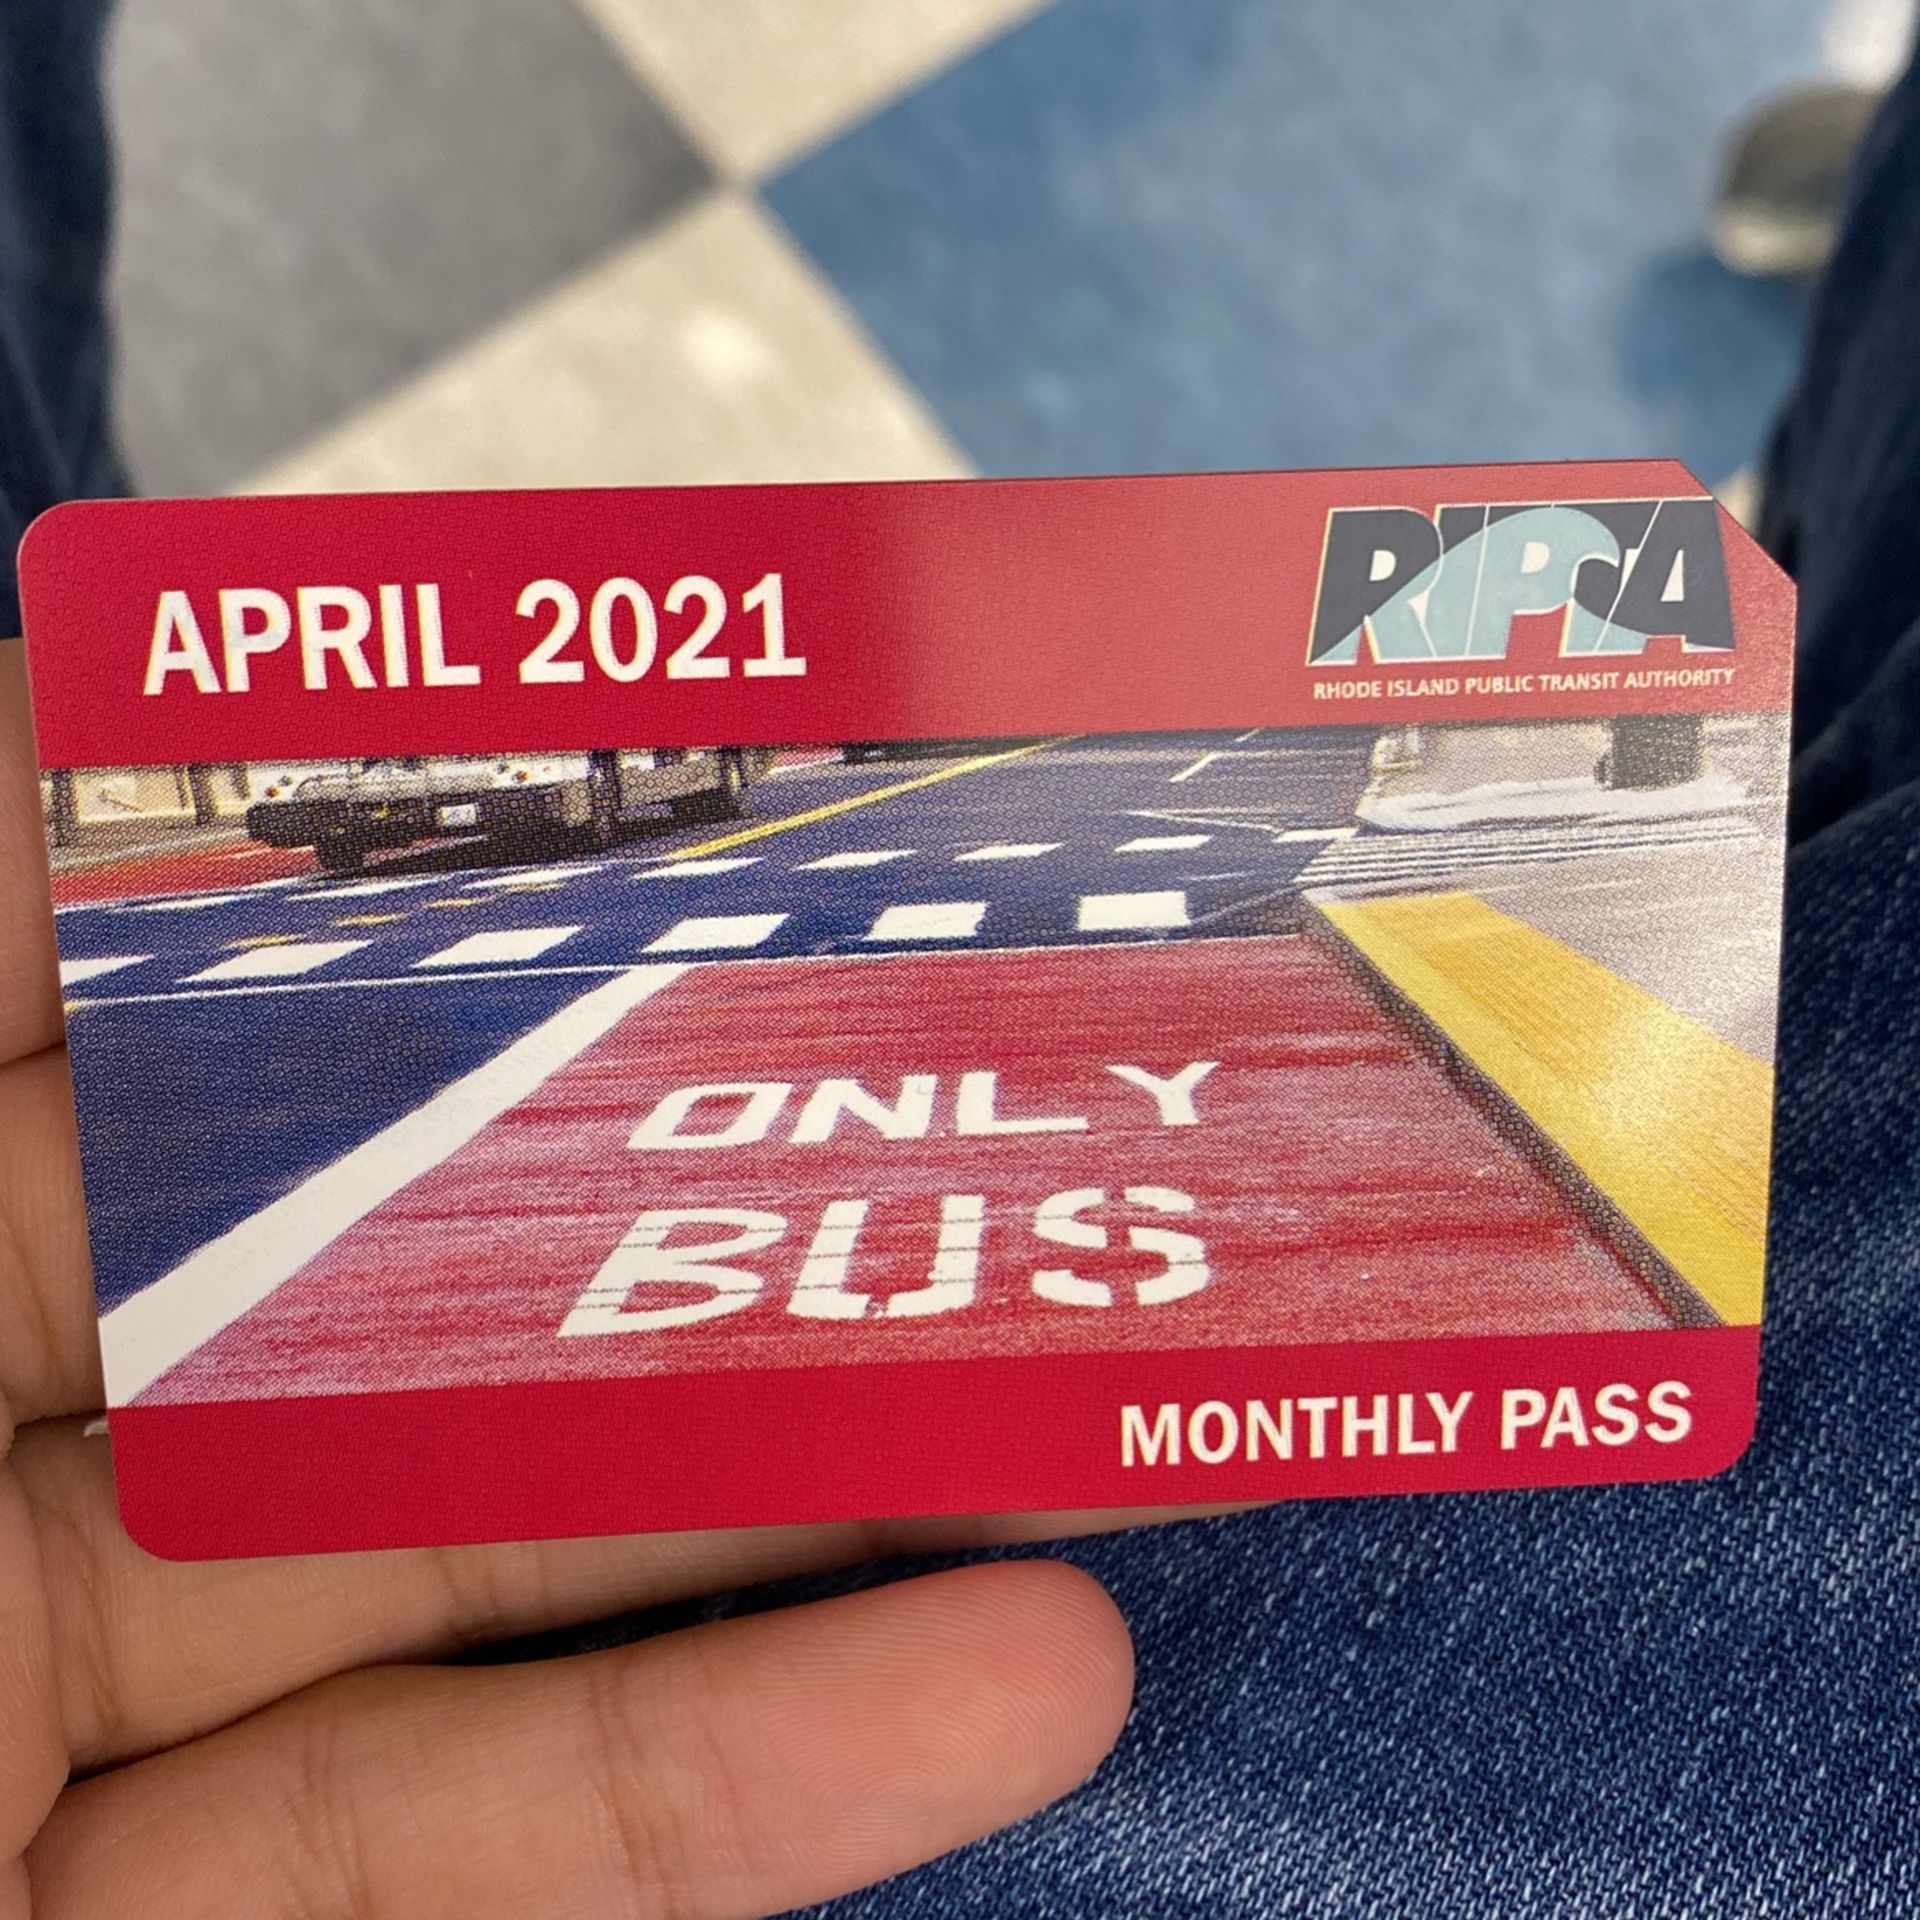 APRIL 2021
RIPTA
RHODE ISLAND PUBLIC TRANSIT AUTHORITY
ONLY
BUS
MONTHLY PASS